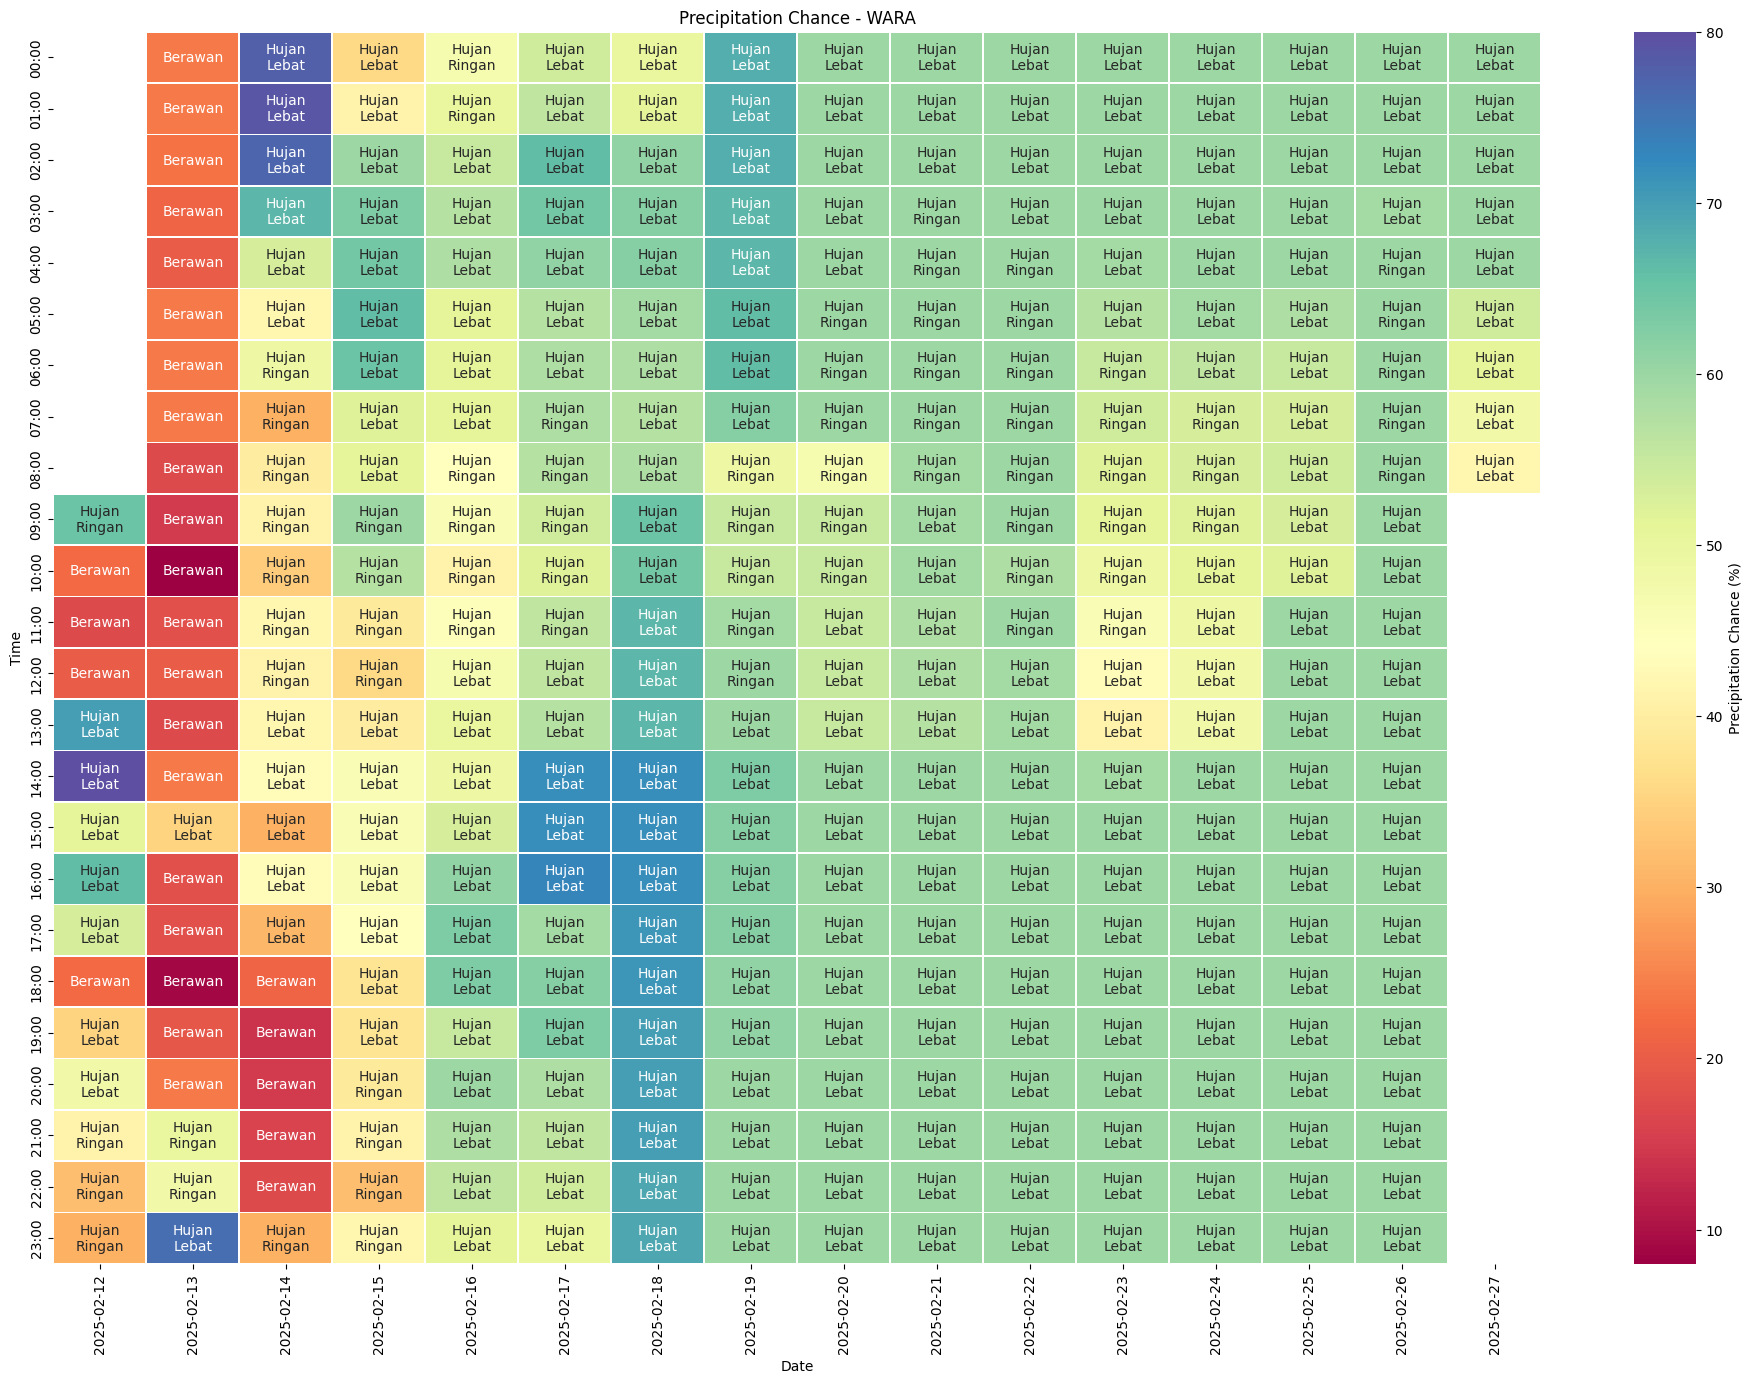 Precipitation Chance - WARA
00:00 Berawan Hujan Lebat Hujan Lebat Hujan Ringan Hujan Lebat Hujan Lebat Hujan Lebat Hujan Lebat Hujan Lebat Hujan Lebat Hujan Lebat Hujan Lebat Hujan Lebat Hujan Lebat Hujan Lebat
01:00 Berawan Hujan Lebat Hujan Lebat Hujan Ringan Hujan Lebat Hujan Lebat Hujan Lebat Hujan Lebat Hujan Lebat Hujan Lebat Hujan Lebat Hujan Lebat Hujan Lebat Hujan Lebat Hujan Lebat
02:00 Berawan Hujan Lebat Hujan Lebat Hujan Lebat Hujan Lebat Hujan Lebat Hujan Lebat Hujan Lebat Hujan Lebat Hujan Lebat Hujan Lebat Hujan Lebat Hujan Lebat Hujan Lebat Hujan Lebat
03:00 Berawan Hujan Lebat Hujan Lebat Hujan Lebat Hujan Lebat Hujan Lebat Hujan Lebat Hujan Lebat Hujan Ringan Hujan Lebat Hujan Lebat Hujan Lebat Hujan Lebat Hujan Lebat Hujan Lebat
04:00 Berawan Hujan Lebat Hujan Lebat Hujan Lebat Hujan Lebat Hujan Lebat Hujan Lebat Hujan Lebat Hujan Ringan Hujan Ringan Hujan Lebat Hujan Lebat Hujan Lebat Hujan Ringan Hujan Lebat
05:00 Berawan Hujan Lebat Hujan Lebat Hujan Lebat Hujan Lebat Hujan Lebat Hujan Lebat Hujan Ringan Hujan Ringan Hujan Ringan Hujan Lebat Hujan Lebat Hujan Lebat Hujan Ringan Hujan Lebat
06:00 Berawan Hujan Ringan Hujan Lebat Hujan Lebat Hujan Lebat Hujan Lebat Hujan Lebat Hujan Ringan Hujan Ringan Hujan Ringan Hujan Ringan Hujan Lebat Hujan Lebat Hujan Ringan Hujan Lebat
07:00 Berawan Hujan Ringan Hujan Lebat Hujan Lebat Hujan Ringan Hujan Lebat Hujan Lebat Hujan Ringan Hujan Ringan Hujan Ringan Hujan Ringan Hujan Ringan Hujan Lebat Hujan Ringan Hujan Lebat
08:00 Berawan Hujan Ringan Hujan Lebat Hujan Ringan Hujan Ringan Hujan Lebat Hujan Ringan Hujan Ringan Hujan Ringan Hujan Ringan Hujan Ringan Hujan Ringan Hujan Lebat Hujan Ringan Hujan Lebat
09:00 Hujan Ringan Berawan Hujan Ringan Hujan Ringan Hujan Ringan Hujan Ringan Hujan Lebat Hujan Ringan Hujan Ringan Hujan Lebat Hujan Ringan Hujan Ringan Hujan Ringan Hujan Lebat Hujan Lebat
10:00 Berawan Berawan Hujan Ringan Hujan Ringan Hujan Ringan Hujan Ringan Hujan Lebat Hujan Ringan Hujan Ringan Hujan Lebat Hujan Ringan Hujan Ringan Hujan Lebat Hujan Lebat Hujan Lebat
11:00 Berawan Berawan Hujan Ringan Hujan Ringan Hujan Ringan Hujan Ringan Hujan Lebat Hujan Ringan Hujan Lebat Hujan Lebat Hujan Ringan Hujan Ringan Hujan Lebat Hujan Lebat Hujan Lebat
12:00 Berawan Berawan Hujan Ringan Hujan Ringan Hujan Lebat Hujan Lebat Hujan Lebat Hujan Ringan Hujan Lebat Hujan Lebat Hujan Lebat Hujan Lebat Hujan Lebat Hujan Lebat Hujan Lebat
13:00 Hujan Lebat Berawan Hujan Lebat Hujan Lebat Hujan Lebat Hujan Lebat Hujan Lebat Hujan Lebat Hujan Lebat Hujan Lebat Hujan Lebat Hujan Lebat Hujan Lebat Hujan Lebat Hujan Lebat
14:00 Hujan Lebat Berawan Hujan Lebat Hujan Lebat Hujan Lebat Hujan Lebat Hujan Lebat Hujan Lebat Hujan Lebat Hujan Lebat Hujan Lebat Hujan Lebat Hujan Lebat Hujan Lebat Hujan Lebat
15:00 Hujan Lebat Hujan Lebat Hujan Lebat Hujan Lebat Hujan Lebat Hujan Lebat Hujan Lebat Hujan Lebat Hujan Lebat Hujan Lebat Hujan Lebat Hujan Lebat Hujan Lebat Hujan Lebat Hujan Lebat
16:00 Hujan Lebat Berawan Hujan Lebat Hujan Lebat Hujan Lebat Hujan Lebat Hujan Lebat Hujan Lebat Hujan Lebat Hujan Lebat Hujan Lebat Hujan Lebat Hujan Lebat Hujan Lebat Hujan Lebat
17:00 Hujan Lebat Berawan Hujan Lebat Hujan Lebat Hujan Lebat Hujan Lebat Hujan Lebat Hujan Lebat Hujan Lebat Hujan Lebat Hujan Lebat Hujan Lebat Hujan Lebat Hujan Lebat Hujan Lebat
18:00 Berawan Berawan Berawan Hujan Lebat Hujan Lebat Hujan Lebat Hujan Lebat Hujan Lebat Hujan Lebat Hujan Lebat Hujan Lebat Hujan Lebat Hujan Lebat Hujan Lebat Hujan Lebat
19:00 Hujan Lebat Berawan Berawan Hujan Lebat Hujan Lebat Hujan Lebat Hujan Lebat Hujan Lebat Hujan Lebat Hujan Lebat Hujan Lebat Hujan Lebat Hujan Lebat Hujan Lebat Hujan Lebat
20:00 Hujan Lebat Berawan Berawan Hujan Ringan Hujan Lebat Hujan Lebat Hujan Lebat Hujan Lebat Hujan Lebat Hujan Lebat Hujan Lebat Hujan Lebat Hujan Lebat Hujan Lebat Hujan Lebat
21:00 Hujan Ringan Hujan Ringan Berawan Hujan Ringan Hujan Lebat Hujan Lebat Hujan Lebat Hujan Lebat Hujan Lebat Hujan Lebat Hujan Lebat Hujan Lebat Hujan Lebat Hujan Lebat Hujan Lebat
22:00 Hujan Ringan Hujan Ringan Berawan Hujan Ringan Hujan Lebat Hujan Lebat Hujan Lebat Hujan Lebat Hujan Lebat Hujan Lebat Hujan Lebat Hujan Lebat Hujan Lebat Hujan Lebat Hujan Lebat
23:00 Hujan Ringan Hujan Lebat Hujan Ringan Hujan Ringan Hujan Lebat Hujan Lebat Hujan Lebat Hujan Lebat Hujan Lebat Hujan Lebat Hujan Lebat Hujan Lebat Hujan Lebat Hujan Lebat Hujan Lebat
Time
2025-02-12
2025-02-13
2025-02-14
2025-02-15
2025-02-16
2025-02-17
2025-02-18
2025-02-19
2025-02-20
2025-02-21
2025-02-22
2025-02-23
2025-02-24
2025-02-25
2025-02-26
2025-02-27
Date
80
70
60
50
40
30
20
10
Precipitation Chance (%)